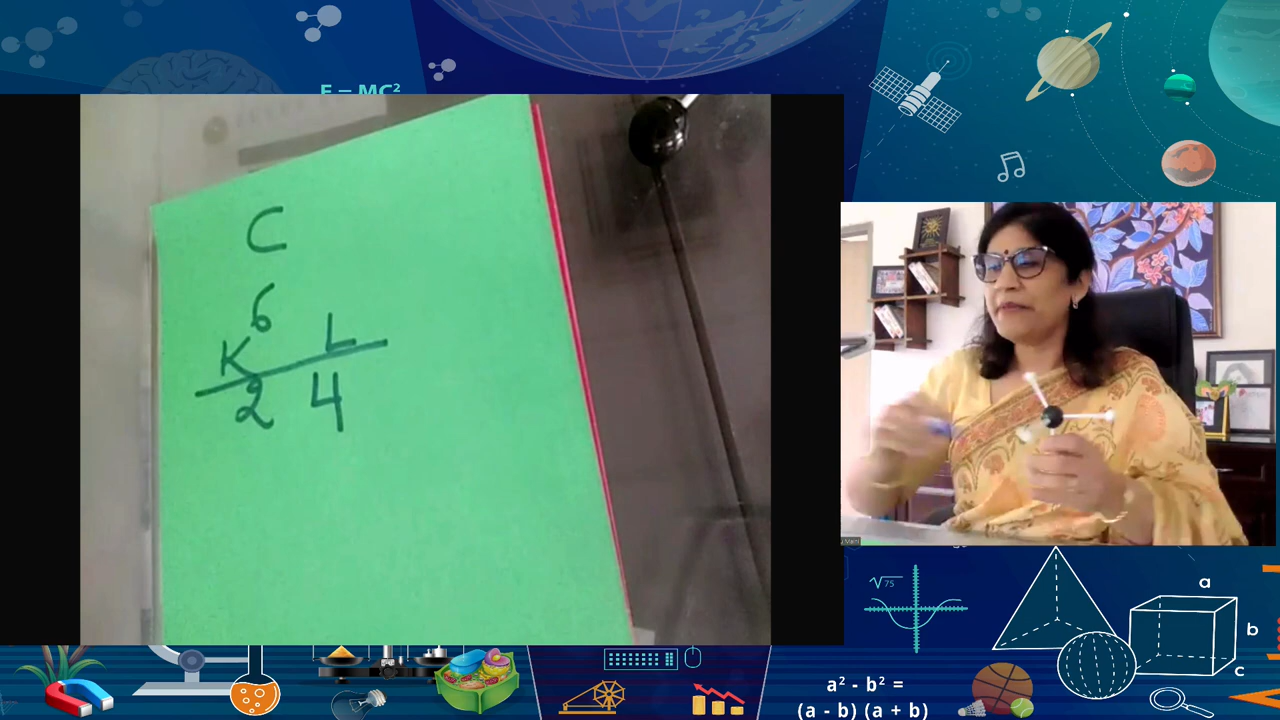 E = MC²
C
6
K L
2 4
√75
a
b
c
a² - b² =
(a - b) (a + b)